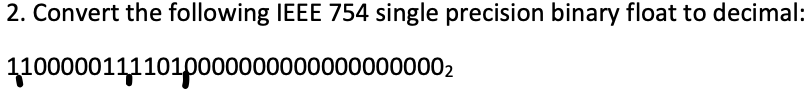 2. Convert the following IEEE 754 single precision binary float to decimal:
11000001111010000000000000000000₂